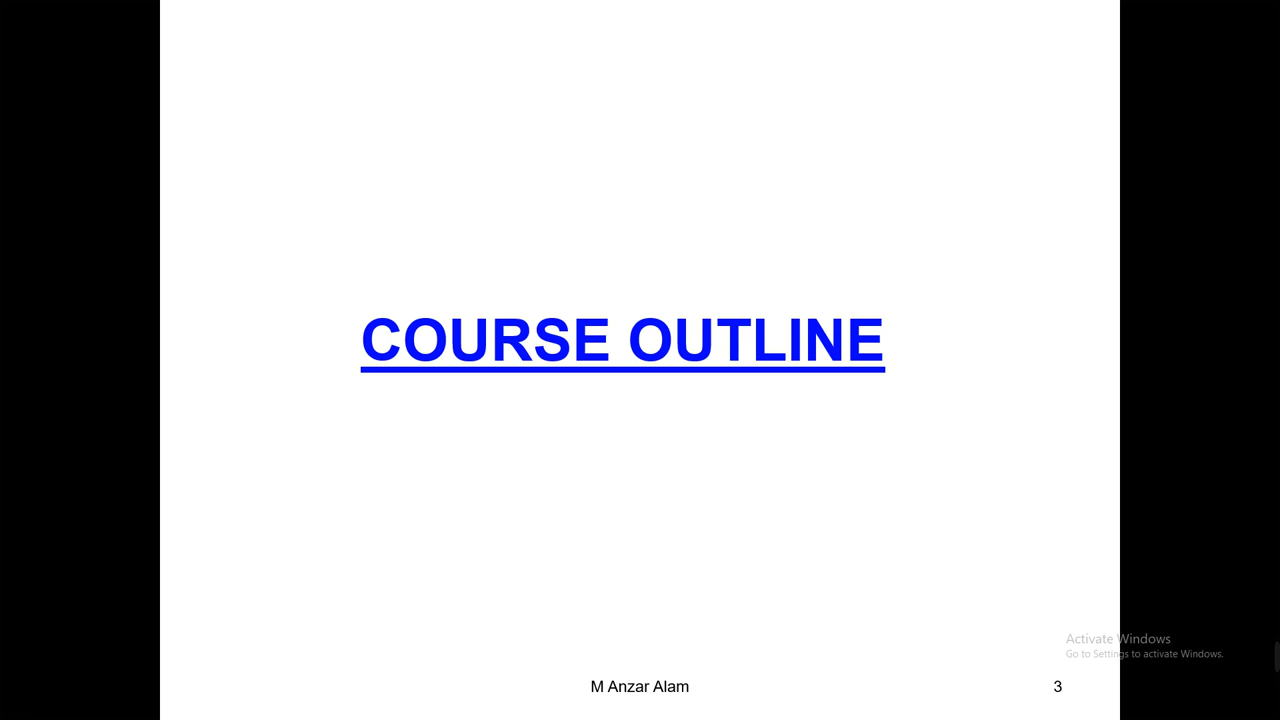 COURSE OUTLINE
Activate Windows
Go to Settings to activate Windows.
M Anzar Alam
3